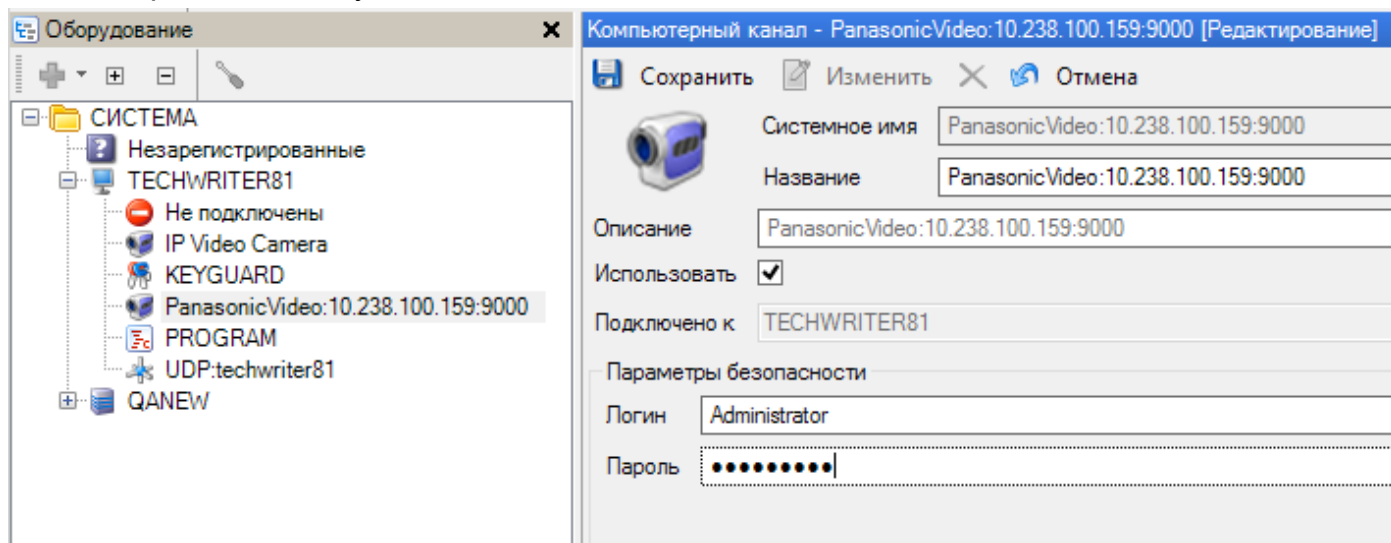 Оборудование
СИСТЕМА
Незарегистрированные
TECHWRITER81
Не подключены
IP Video Camera
KEYGUARD
PanasonicVideo:10.238.100.159:9000
PROGRAM
UDP:techwriter81
QANEW
Компьютерный канал - PanasonicVideo:10.238.100.159:9000 [Редактирование]
Сохранить Изменить Отмена
Системное имя PanasonicVideo:10.238.100.159:9000
Название PanasonicVideo:10.238.100.159:9000
Описание PanasonicVideo:10.238.100.159:9000
Использовать
Подключено к TECHWRITER81
Параметры безопасности
Логин Administrator
Пароль ●●●●●●●●●